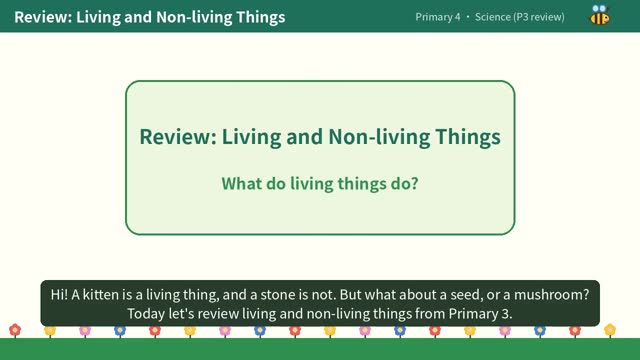 Review: Living and Non-living Things
Primary 4 · Science (P3 review)
Review: Living and Non-living Things
What do living things do?
Hi! A kitten is a living thing, and a stone is not. But what about a seed, or a mushroom?
Today let's review living and non-living things from Primary 3.